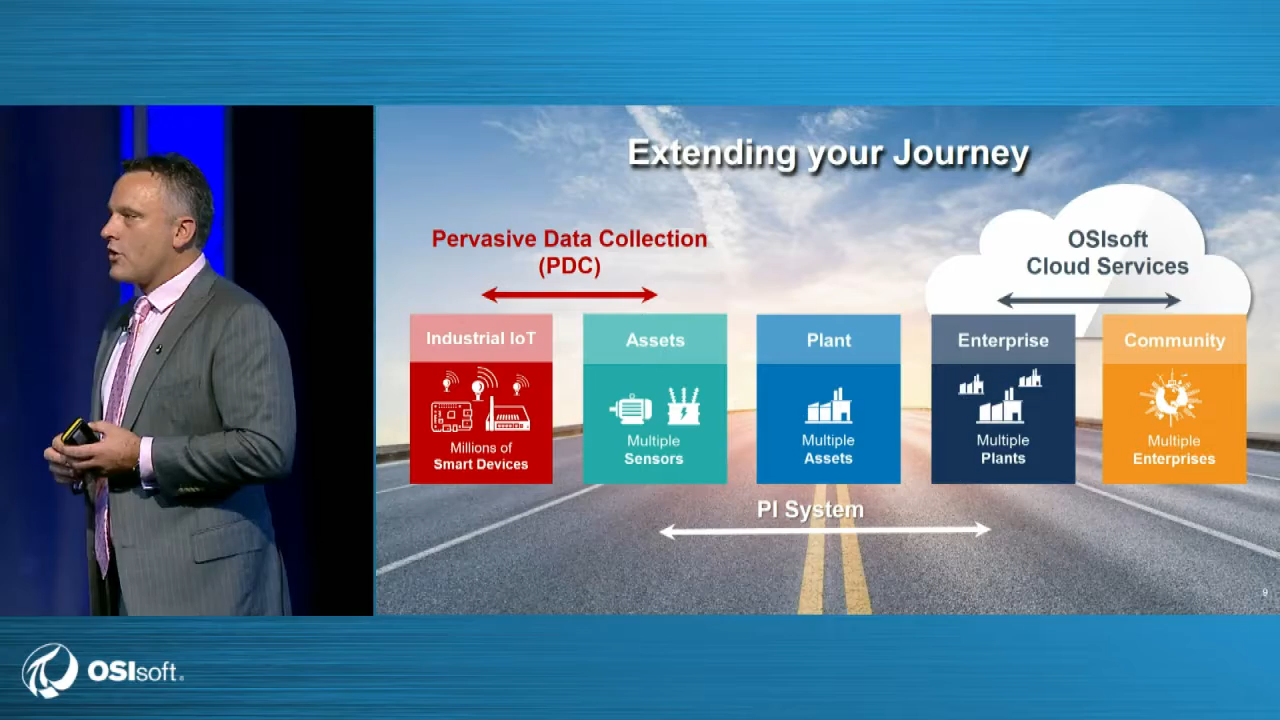 Extending your Journey
Pervasive Data Collection
(PDC)
OSIsoft
Cloud Services
Industrial IoT
Millions of
Smart Devices
Assets
Multiple
Sensors
Plant
Multiple
Assets
Enterprise
Multiple
Plants
Community
Multiple
Enterprises
PI System
9
OSIsoft.